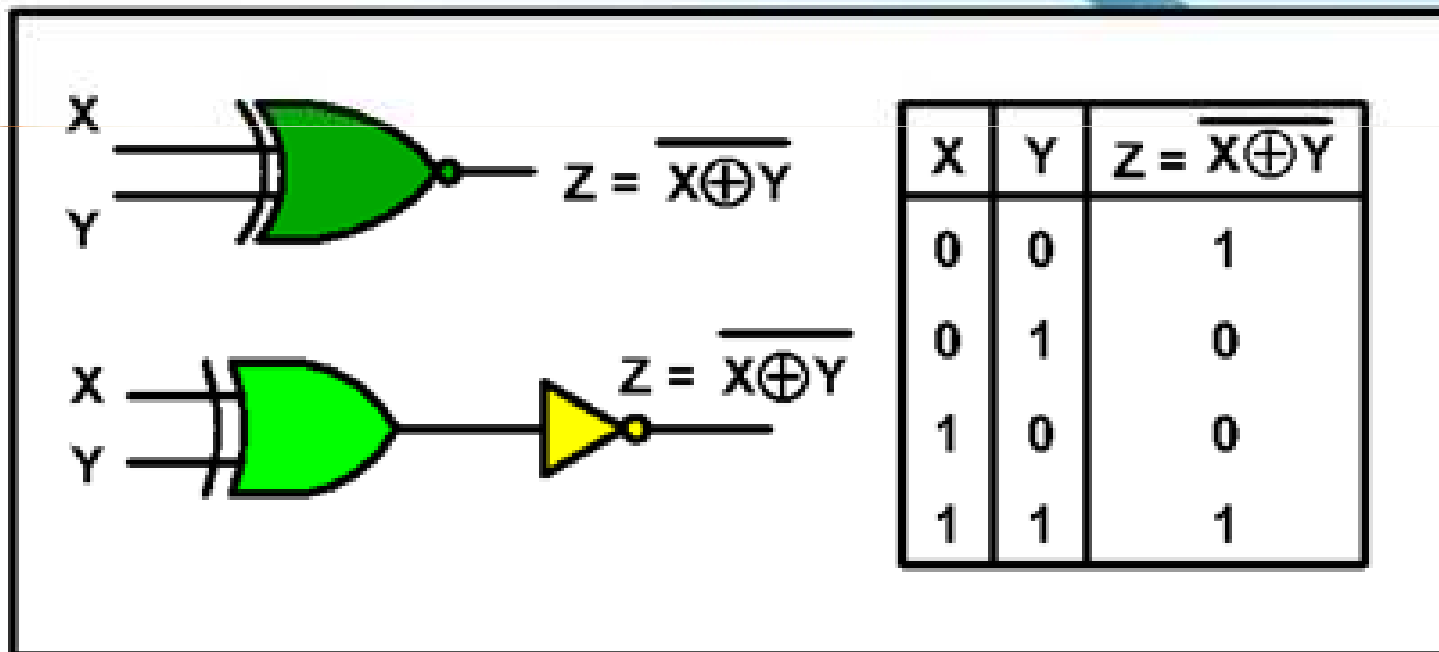 X
Y
Z = X̅⊕̅Y̅
X
Y
Z = X̅⊕̅Y̅
X Y Z = X̅⊕̅Y̅
0 0 1
0 1 0
1 0 0
1 1 1